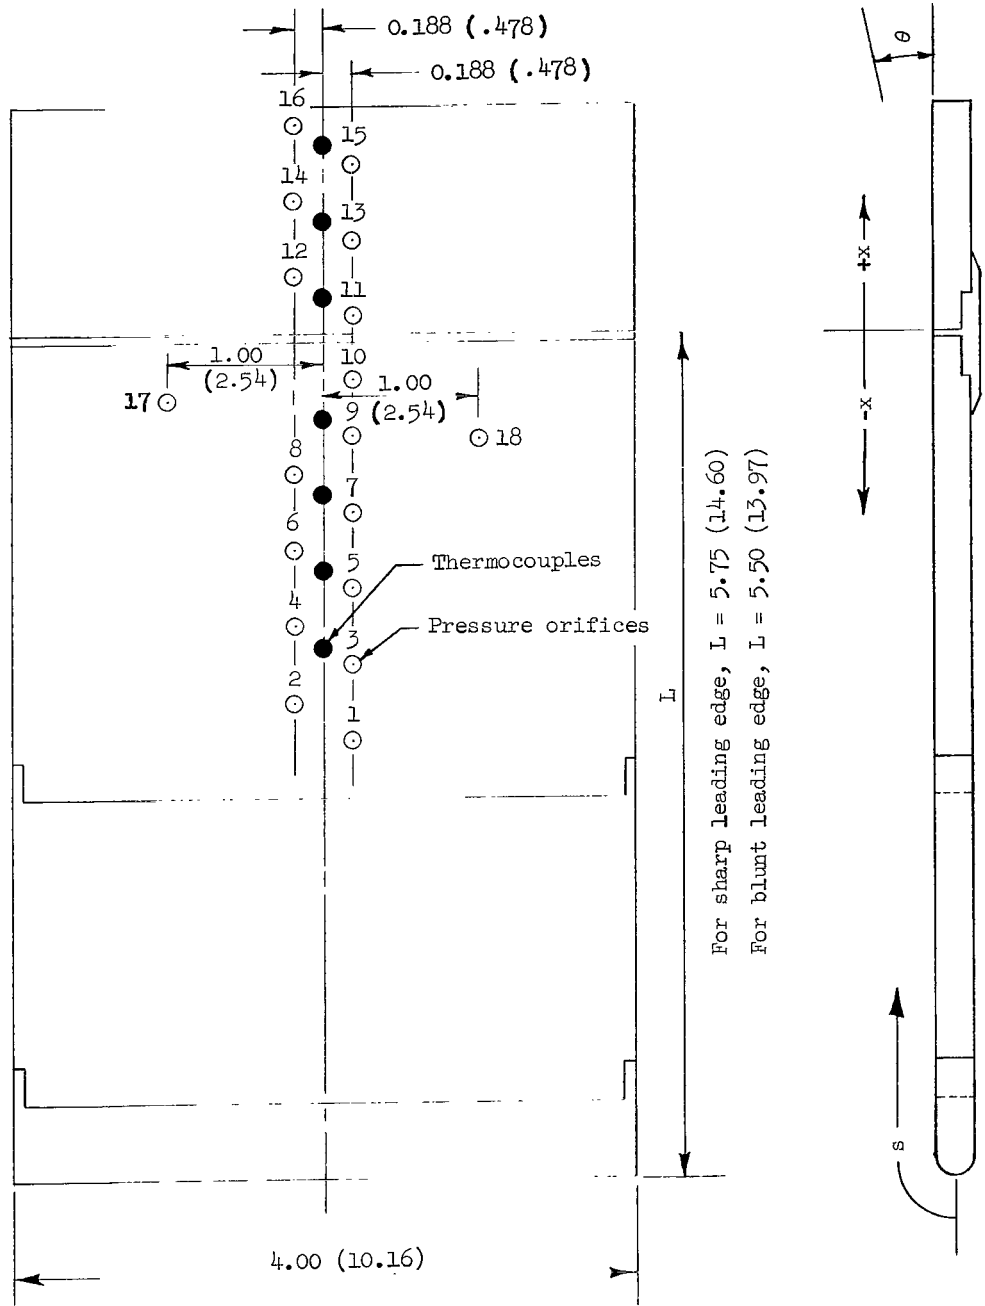 0.188 (.478)
0.188 (.478)
16
15
14
13
12
11
10
1.00
(2.54)
1.00
(2.54)
17
9
18
8
7
6
5
4
3
2
1
Thermocouples
Pressure orifices
L
For sharp leading edge, L = 5.75 (14.60)
For blunt leading edge, L = 5.50 (13.97)
4.00 (10.16)
θ
+x
-x
s